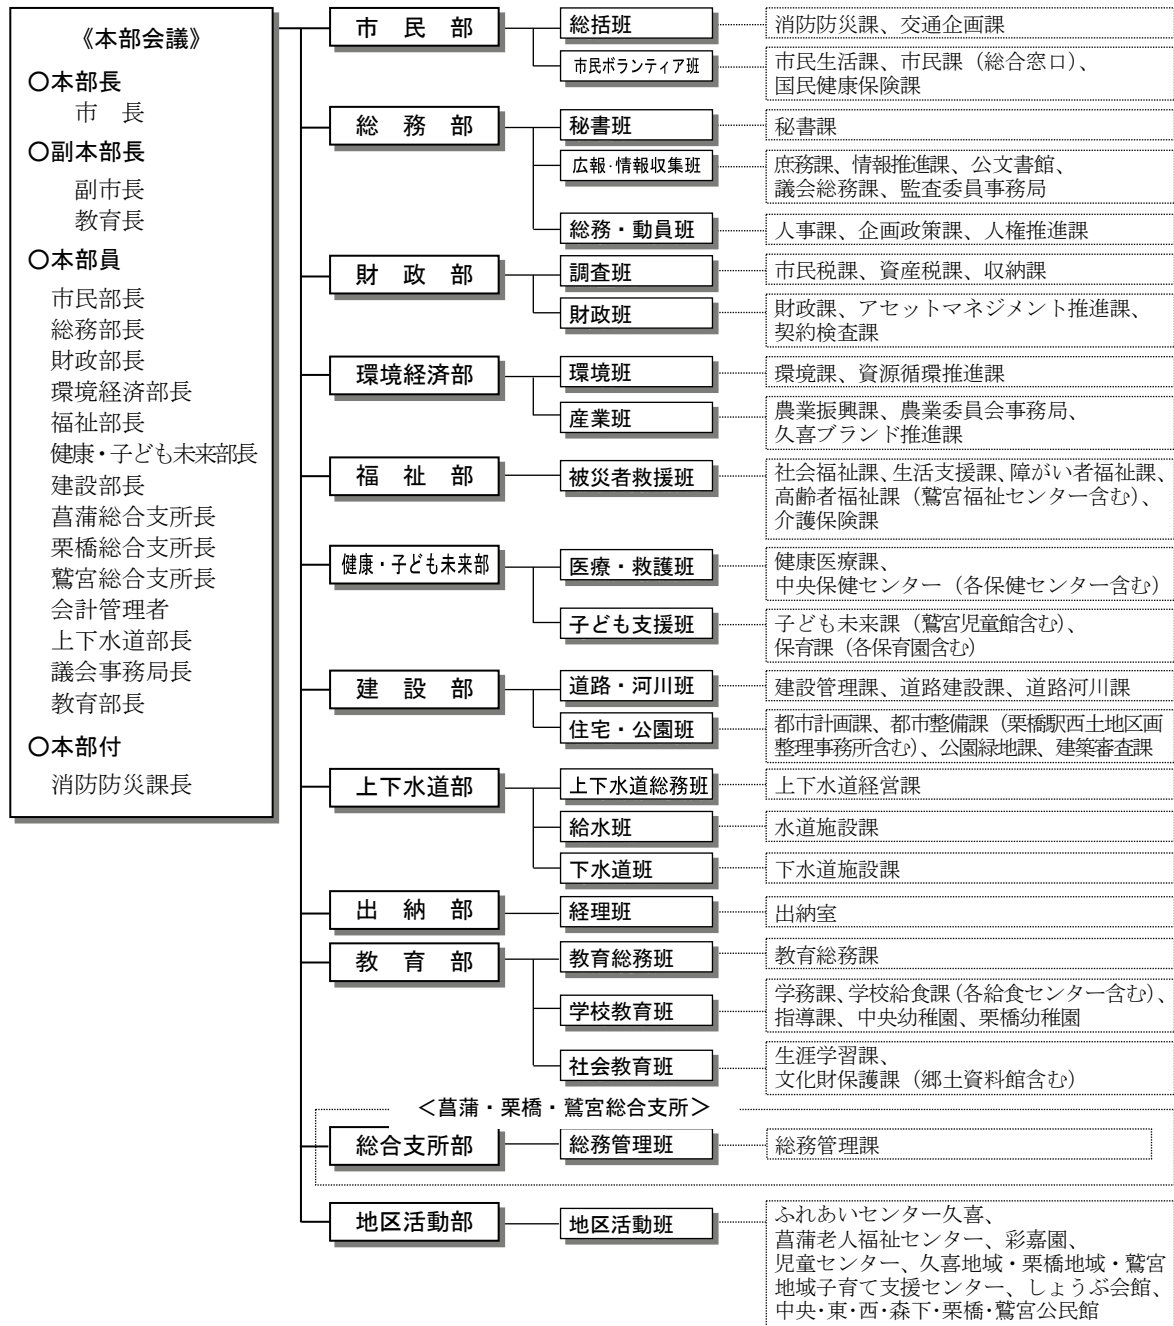 《本部会議》
〇本部長
市　長
〇副本部長
副市長
教育長
〇本部員
市民部長
総務部長
財政部長
環境経済部長
福祉部長
健康・子ども未来部長
建設部長
菖蒲総合支所長
栗橋総合支所長
鷲宮総合支所長
会計管理者
上下水道部長
議会事務局長
教育部長
〇本部付
消防防災課長
市　民　部
総括班
消防防災課、交通企画課
市民ボランティア班
市民生活課、市民課（総合窓口）、
国民健康保険課
総　務　部
秘書班
秘書課
広報・情報収集班
庶務課、情報推進課、公文書館、
議会総務課、監査委員事務局
総務・動員班
人事課、企画政策課、人権推進課
財　政　部
調査班
市民税課、資産税課、収納課
財政班
財政課、アセットマネジメント推進課、
契約検査課
環境経済部
環境班
環境課、資源循環推進課
産業班
農業振興課、農業委員会事務局、
久喜ブランド推進課
福　祉　部
被災者救援班
社会福祉課、生活支援課、障がい者福祉課、
高齢者福祉課（鷲宮福祉センター含む）、
介護保険課
健康・子ども未来部
医療・救護班
健康医療課、
中央保健センター（各保健センター含む）
子ども支援班
子ども未来課（鷲宮児童館含む）、
保育課（各保育園含む）
建　設　部
道路・河川班
建設管理課、道路建設課、道路河川課
住宅・公園班
都市計画課、都市整備課（栗橋駅西土地区画
整理事務所含む）、公園緑地課、建築審査課
上下水道部
上下水道総務班
上下水道経営課
給水班
水道施設課
下水道班
下水道施設課
出　納　部
経理班
出納室
教　育　部
教育総務班
教育総務課
学校教育班
学務課、学校給食課（各給食センター含む）、
指導課、中央幼稚園、栗橋幼稚園
社会教育班
生涯学習課、
文化財保護課（郷土資料館含む）
＜菖蒲・栗橋・鷲宮総合支所＞
総合支所部
総務管理班
総務管理課
地区活動部
地区活動班
ふれあいセンター久喜、
菖蒲老人福祉センター、彩嘉園、
児童センター、久喜地域・栗橋地域・鷲宮
地域子育て支援センター、しょうぶ会館、
中央・東・西・森下・栗橋・鷲宮公民館